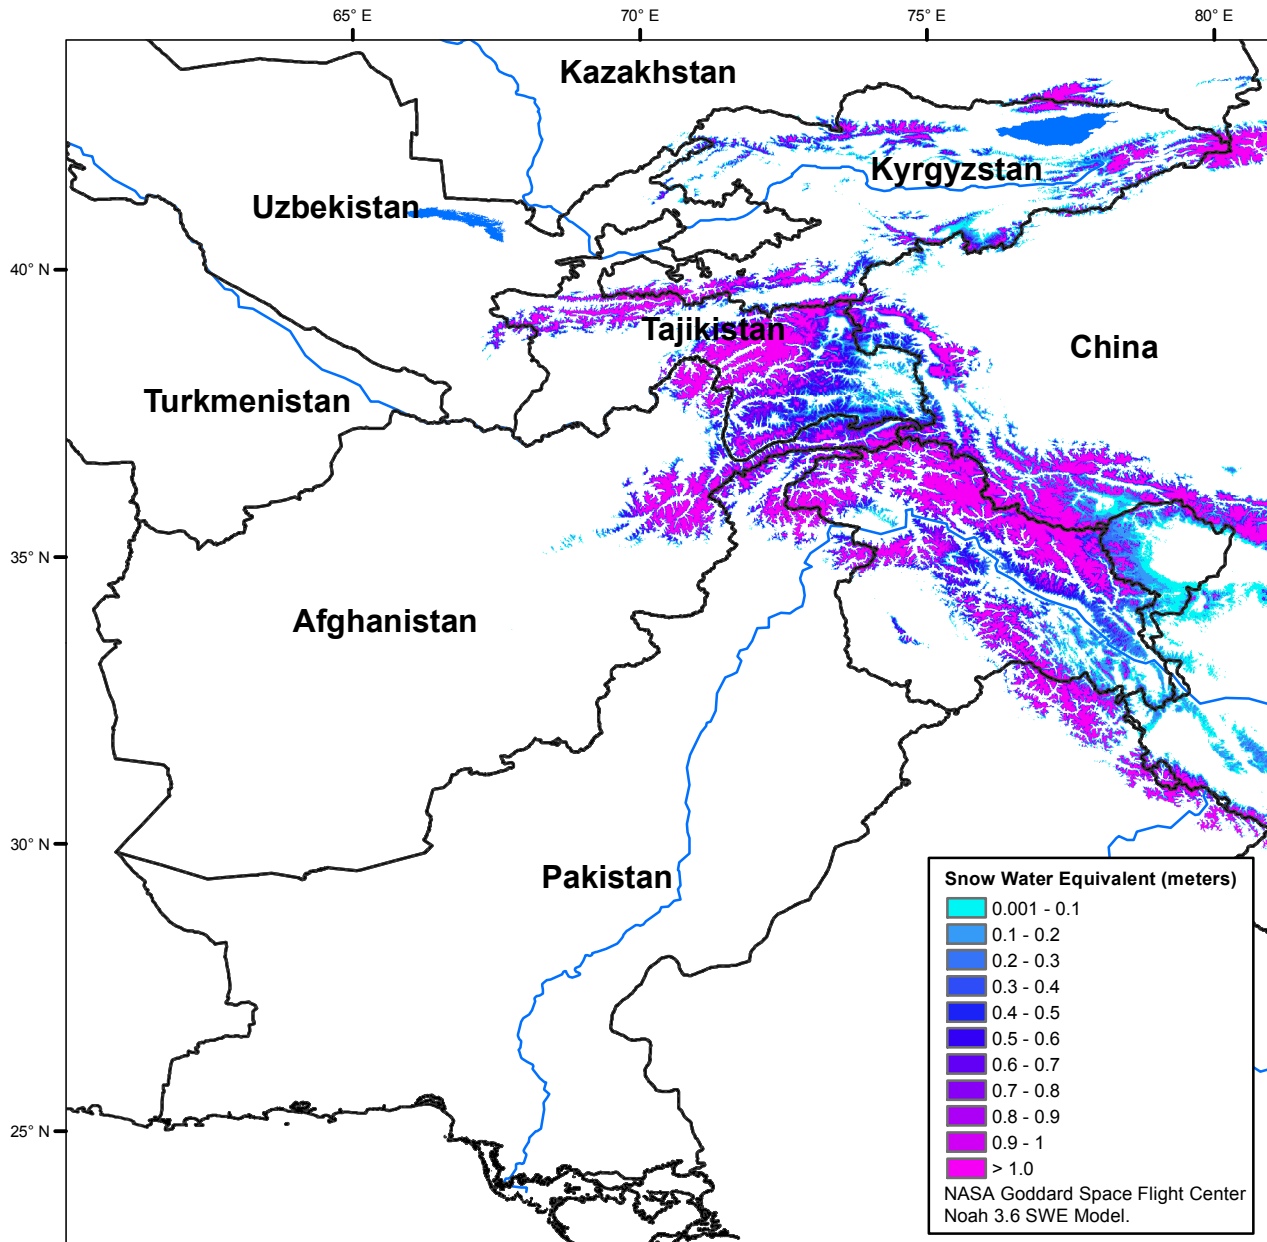 65° E
70° E
75° E
80° E
Kazakhstan
Kyrgyzstan
Uzbekistan
40° N
Tajikistan
China
Turkmenistan
35° N
Afghanistan
30° N
Pakistan
25° N
Snow Water Equivalent (meters)
0.001 - 0.1
0.1 - 0.2
0.2 - 0.3
0.3 - 0.4
0.4 - 0.5
0.5 - 0.6
0.6 - 0.7
0.7 - 0.8
0.8 - 0.9
0.9 - 1
> 1.0
NASA Goddard Space Flight Center
Noah 3.6 SWE Model.